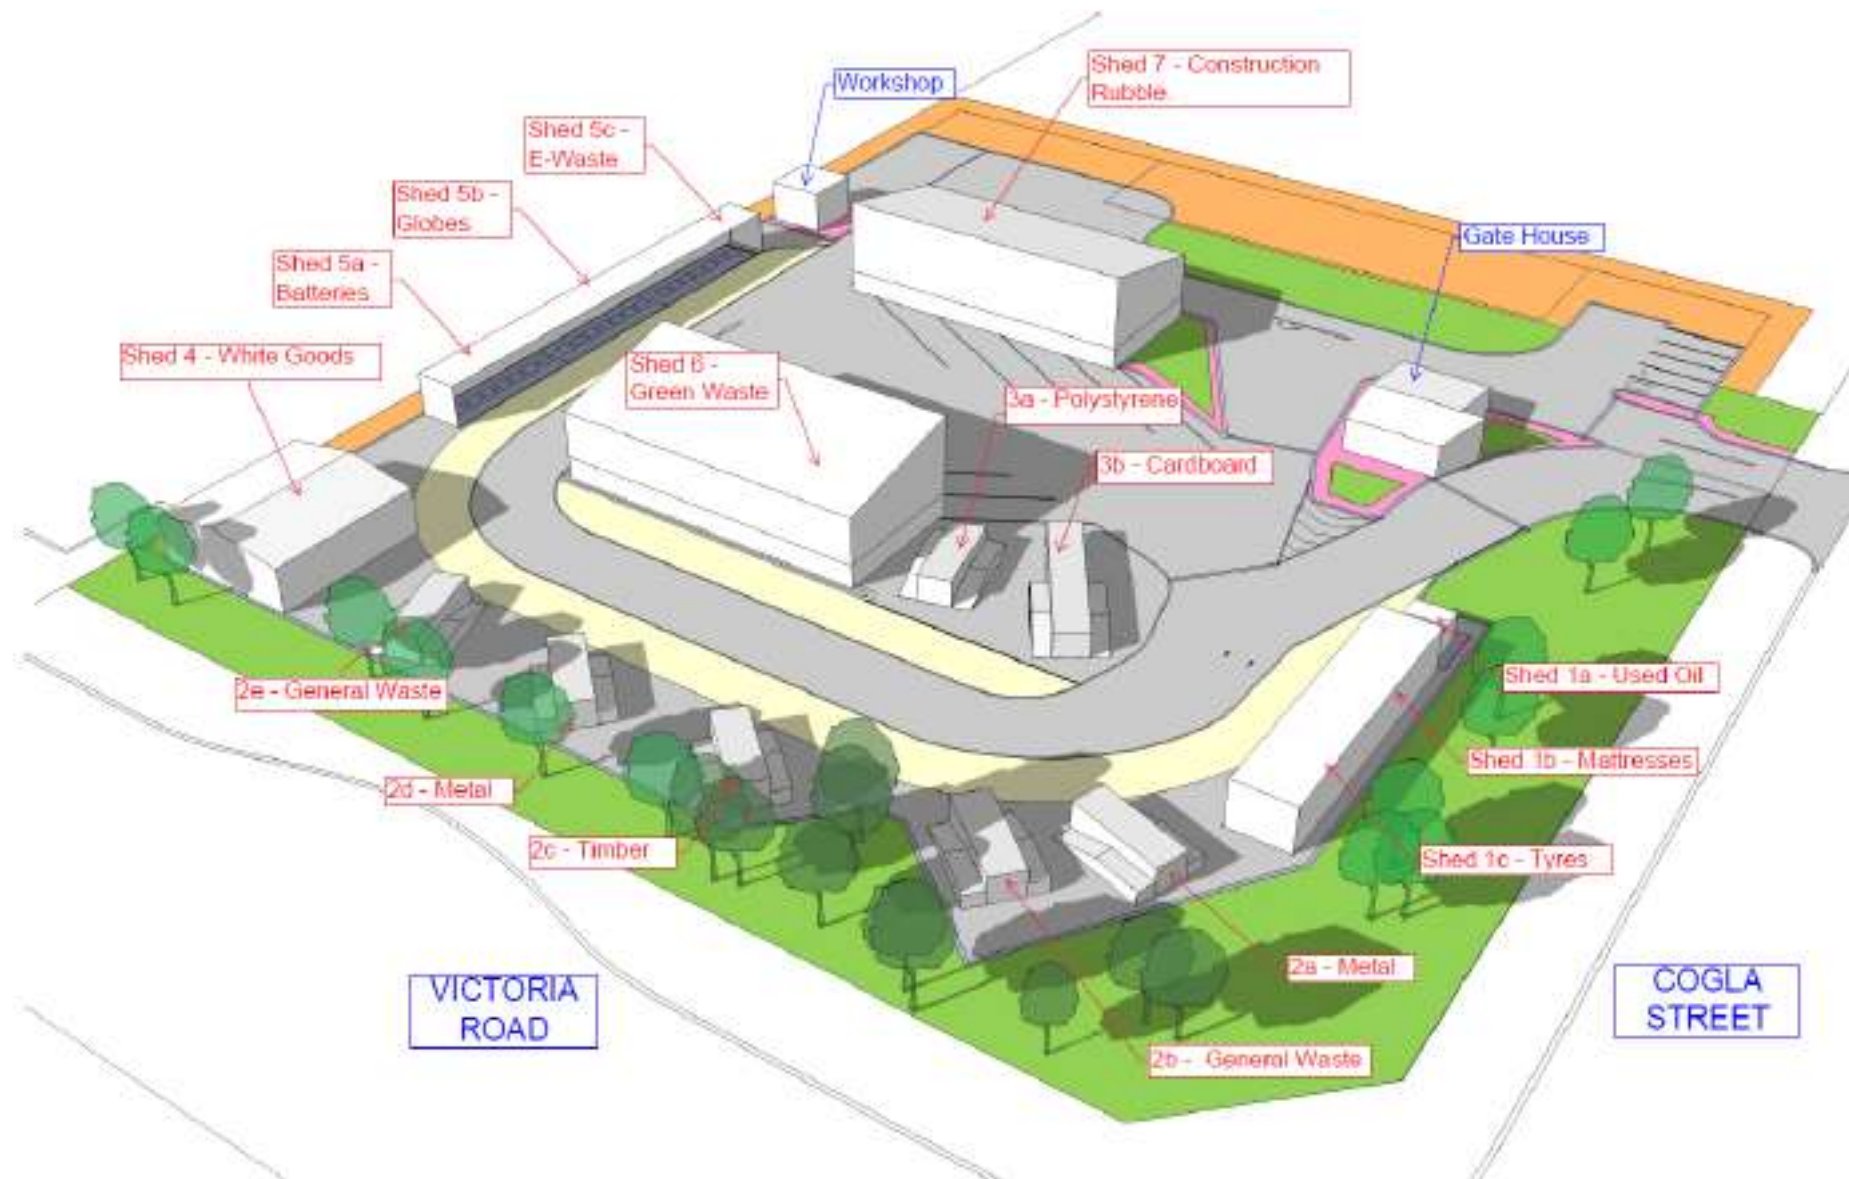 Shed 7 - Construction
Rubble
Workshop
Shed 5c -
E-Waste
Shed 5b -
Globes
Gate House
Shed 5a -
Batteries
Shed 4 - White Goods
Shed 6 -
Green Waste
3a - Polystyrene
3b - Cardboard
Shed 1a - Used Oil
2e - General Waste
Shed 1b - Mattresses
2d - Metal
2c - Timber
Shed 1c - Tyres
2a - Metal
VICTORIA
ROAD
COGLA
STREET
2b - General Waste